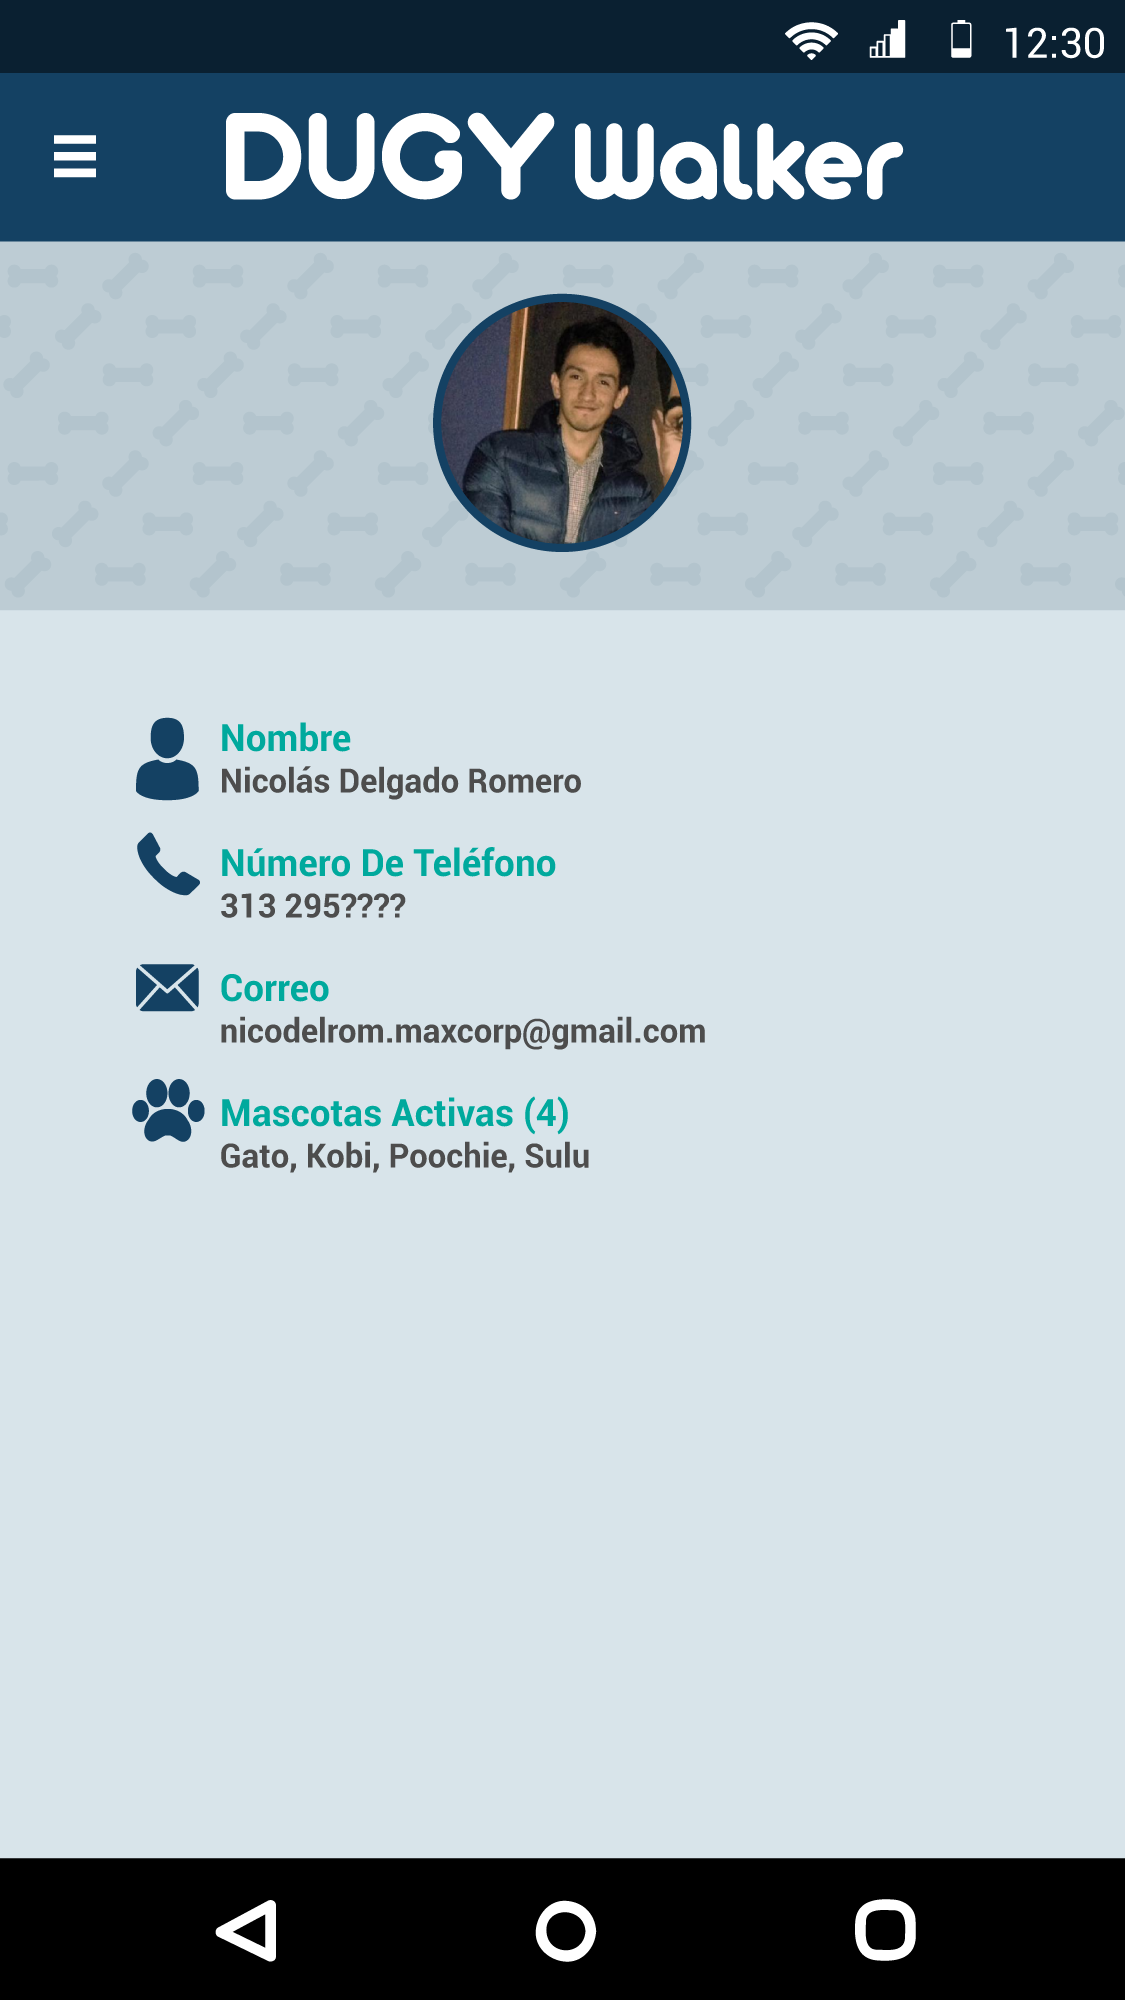 12:30
DUGY Walker
Nombre
Nicolás Delgado Romero
Número De Teléfono
313 295????
Correo
nicodelrom.maxcorp@gmail.com
Mascotas Activas (4)
Gato, Kobi, Poochie, Sulu